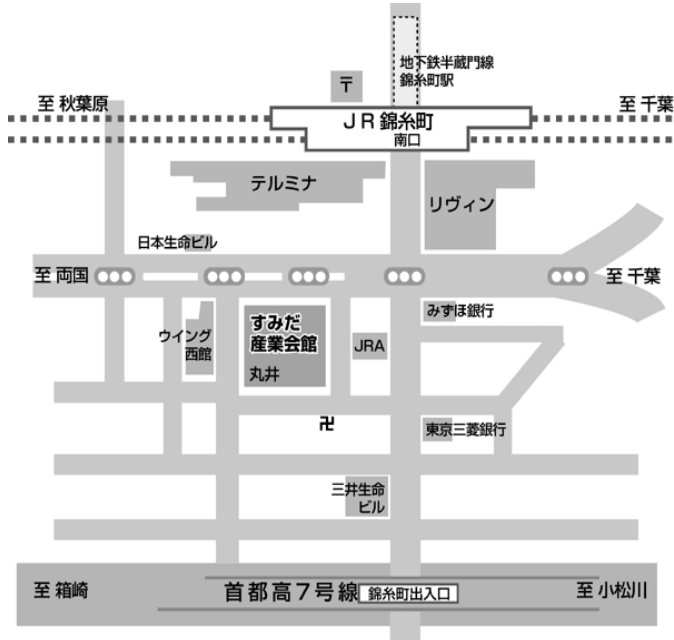 地下鉄半蔵門線
錦糸町駅
〒
至 秋葉原
至 千葉
JR 錦糸町
南口
テルミナ
リヴィン
日本生命ビル
至 両国
至 千葉
すみだ
産業会館
丸井
ウイング
西館
JRA
みずほ銀行
卍
東京三菱銀行
三井生命
ビル
至 箱崎
首都高7号線
錦糸町出入口
至 小松川